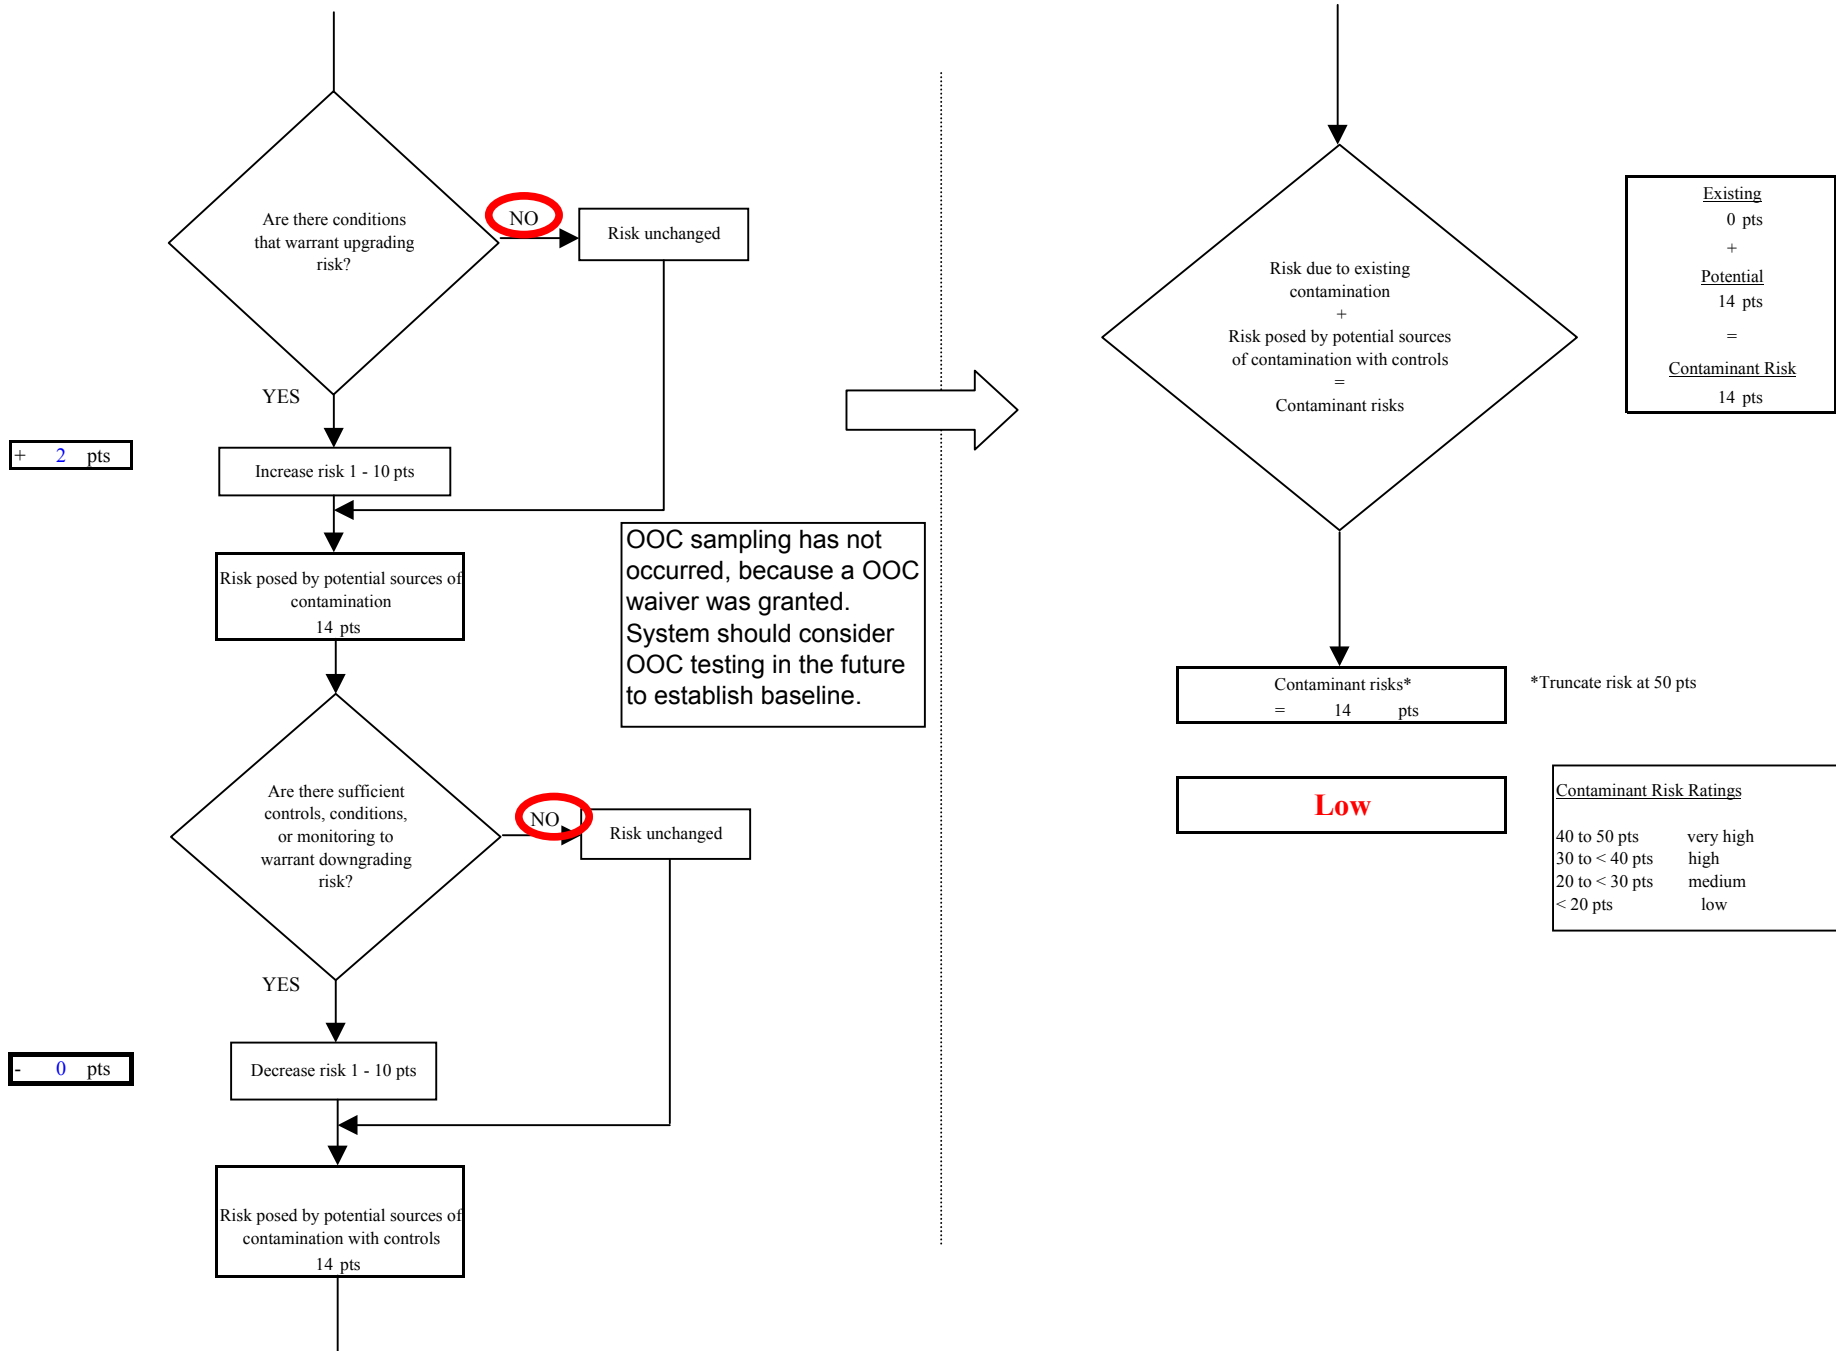 Are there conditions
that warrant upgrading
risk?
NO
Risk unchanged
YES
+ 2 pts
Increase risk 1 - 10 pts
Risk posed by potential sources of
contamination
14 pts
OOC sampling has not
occurred, because a OOC
waiver was granted.
System should consider
OOC testing in the future
to establish baseline.
Are there sufficient
controls, conditions,
or monitoring to
warrant downgrading
risk?
NO
Risk unchanged
YES
- 0 pts
Decrease risk 1 - 10 pts
Risk posed by potential sources of
contamination with controls
14 pts
Risk due to existing
contamination
+
Risk posed by potential sources
of contamination with controls
=
Contaminant risks
Existing
0 pts
+
Potential
14 pts
=
Contaminant Risk
14 pts
Contaminant risks*
= 14 pts
*Truncate risk at 50 pts
Low
Contaminant Risk Ratings
40 to 50 pts very high
30 to < 40 pts high
20 to < 30 pts medium
< 20 pts low